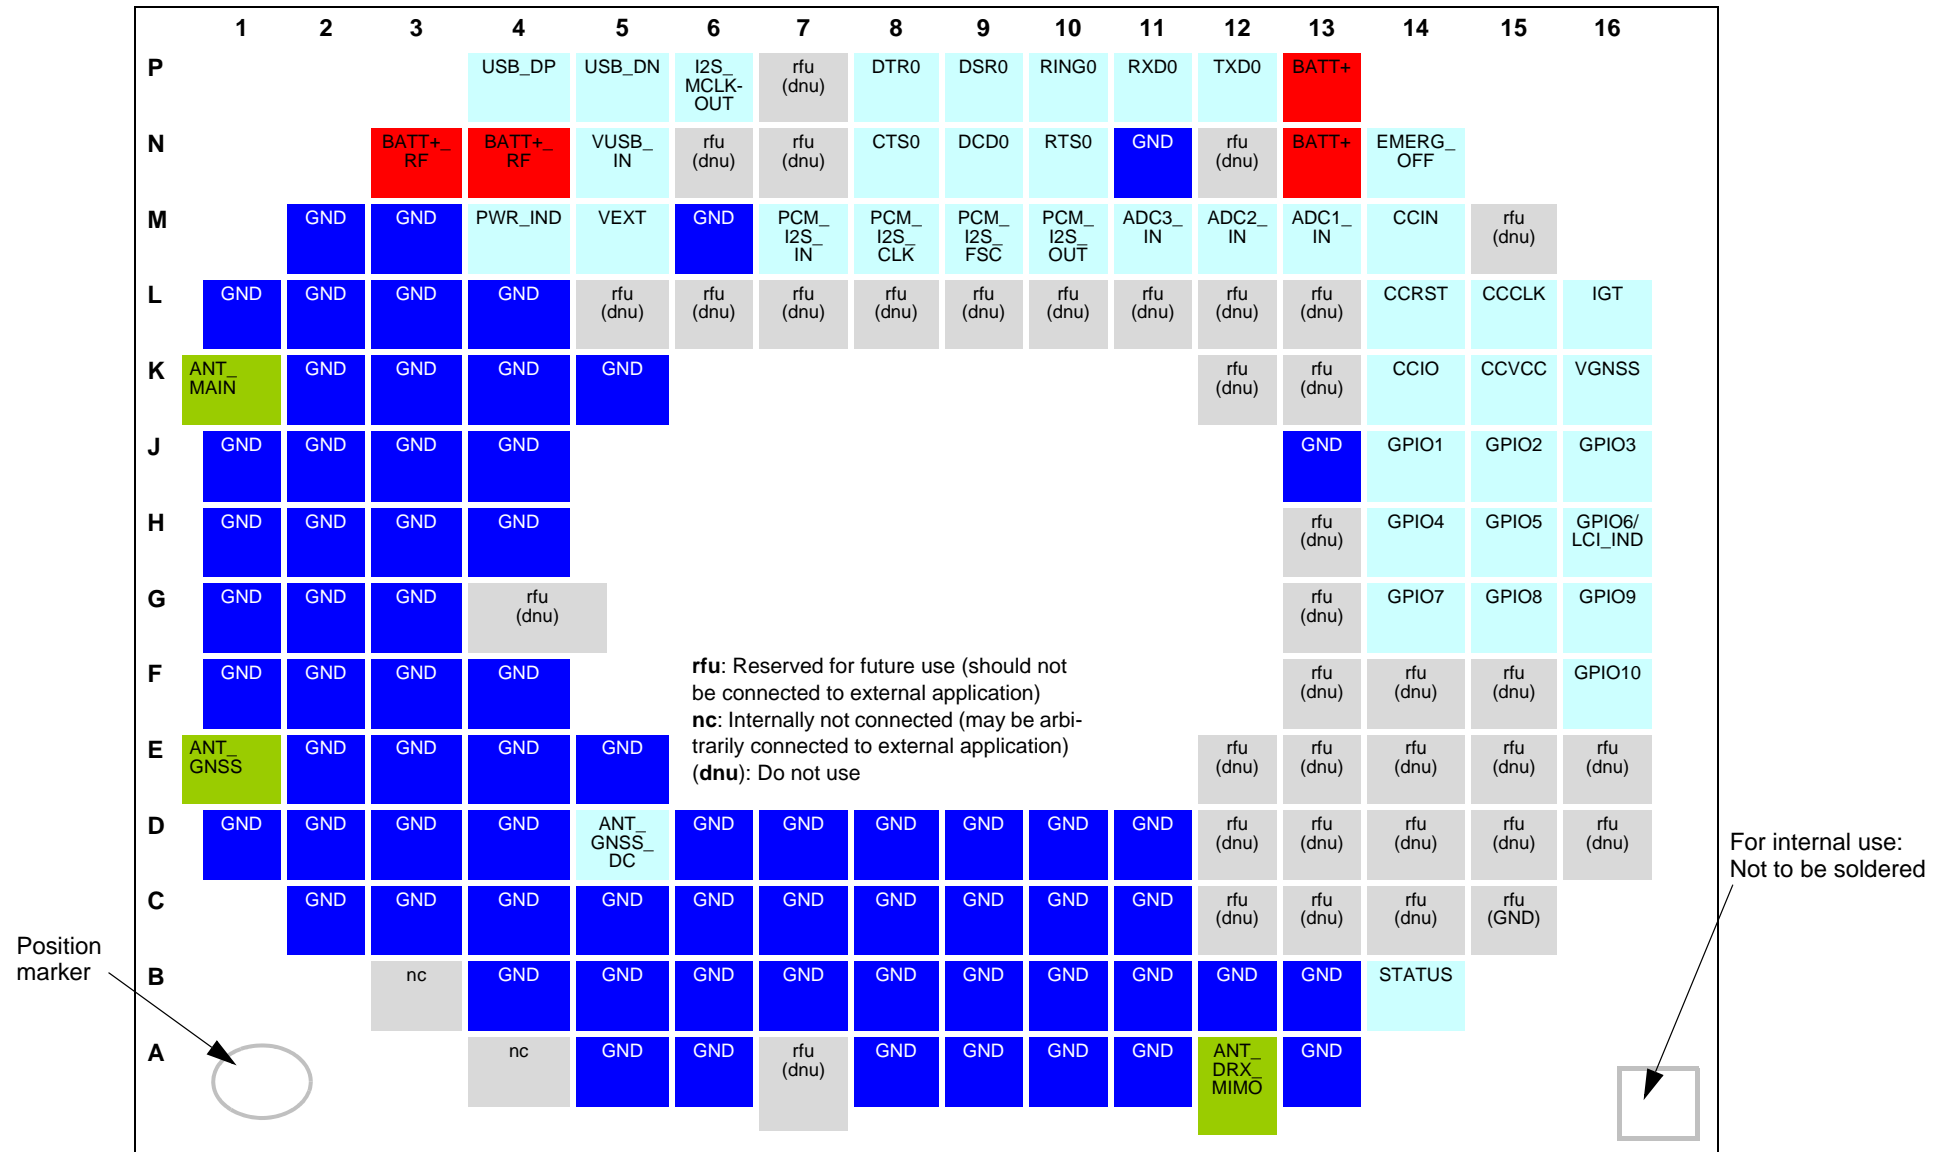 1 2 3 4 5 6 7 8 9 10 11 12 13 14 15 16
P USB_DP USB_DN I2S_ MCLK- OUT rfu (dnu) DTR0 DSR0 RING0 RXD0 TXD0 BATT+
N BATT+_ RF BATT+_ RF VUSB_ IN rfu (dnu) rfu (dnu) CTS0 DCD0 RTS0 GND rfu (dnu) BATT+ EMERG_ OFF
M GND GND PWR_IND VEXT GND PCM_ I2S_ IN PCM_ I2S_ CLK PCM_ I2S_ FSC PCM_ I2S_ OUT ADC3_ IN ADC2_ IN ADC1_ IN CCIN rfu (dnu)
L GND GND GND GND rfu (dnu) rfu (dnu) rfu (dnu) rfu (dnu) rfu (dnu) rfu (dnu) rfu (dnu) rfu (dnu) rfu (dnu) CCRST CCCLK IGT
K ANT_ MAIN GND GND GND GND rfu (dnu) rfu (dnu) CCIO CCVCC VGNSS
J GND GND GND GND GND GPIO1 GPIO2 GPIO3
H GND GND GND GND rfu (dnu) GPIO4 GPIO5 GPIO6/ LCI_IND
G GND GND GND rfu (dnu) rfu (dnu) GPIO7 GPIO8 GPIO9
F GND GND GND GND rfu (dnu) rfu (dnu) rfu (dnu) GPIO10
rfu: Reserved for future use (should not
be connected to external application)
nc: Internally not connected (may be arbi-
trarily connected to external application)
(dnu): Do not use
E ANT_ GNSS GND GND GND GND rfu (dnu) rfu (dnu) rfu (dnu) rfu (dnu) rfu (dnu)
D GND GND GND GND ANT_ GNSS_ DC GND GND GND GND GND GND rfu (dnu) rfu (dnu) rfu (dnu) rfu (dnu) rfu (dnu)
For internal use:
Not to be soldered
C GND GND GND GND GND GND GND GND GND GND rfu (dnu) rfu (dnu) rfu (dnu) rfu (GND)
Position
marker
B nc GND GND GND GND GND GND GND GND GND GND STATUS
A nc GND GND rfu (dnu) GND GND GND GND ANT_ DRX_ MIMO GND